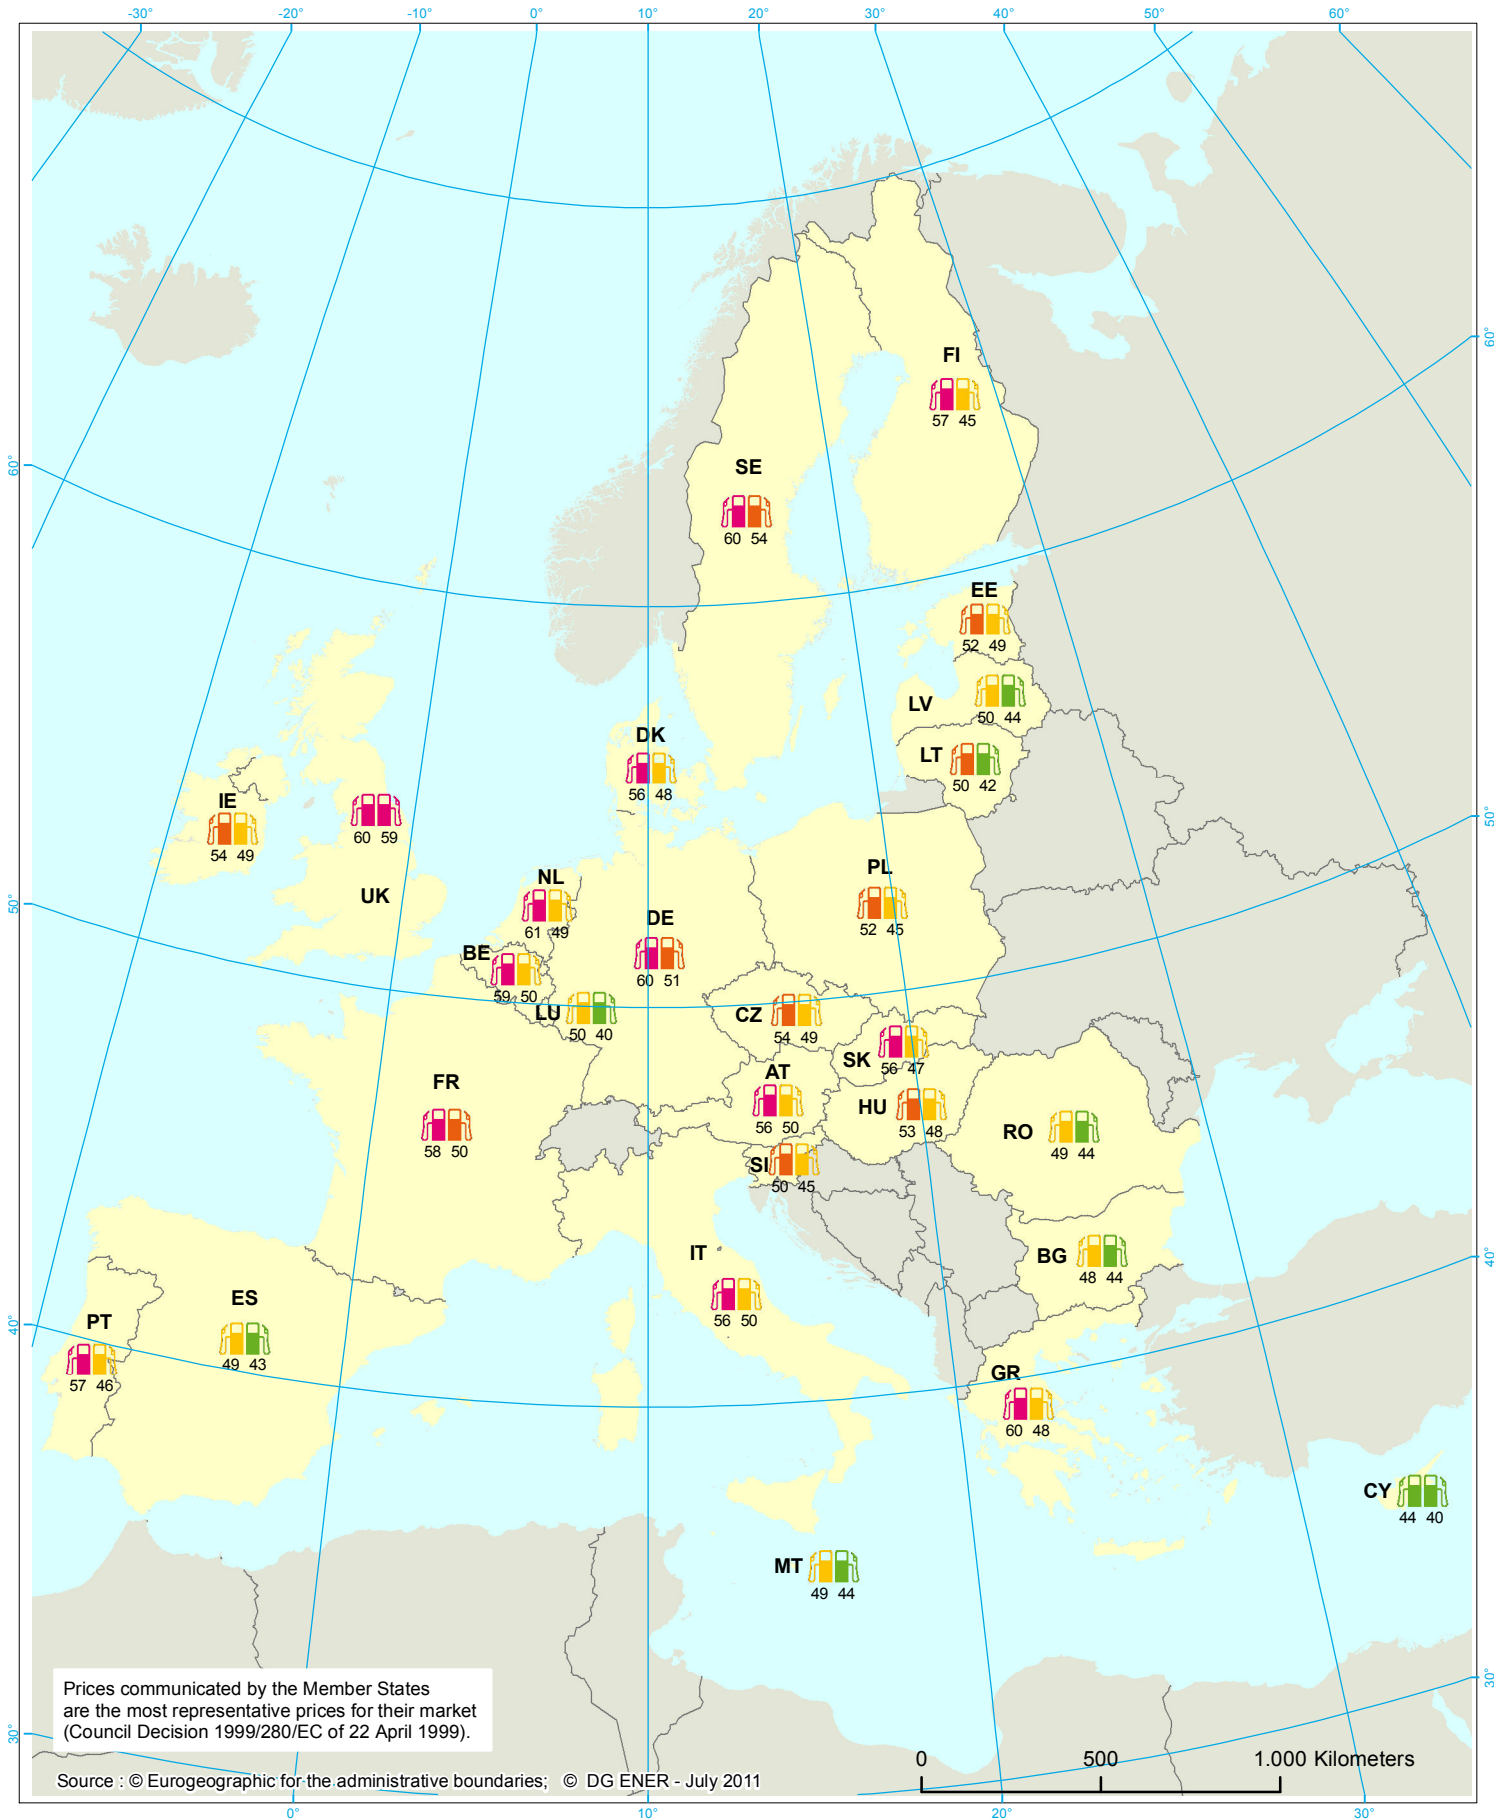 -30° -20° -10° 0° 10° 20° 30° 40° 50° 60°
60°
FI
57 45
60°
SE
60 54
EE
52 49
LV
50 44
DK
56 48
LT
50 42
IE
54 49
60 59
50°
UK
NL
61 49
PL
52 45
50°
DE
60 51
BE
59 50
LU
50 40
CZ
54 49
SK
56 47
AT
56 50
FR
58 50
HU
53 48
RO
49 44
SI
50 45
IT
56 50
BG
48 44
40°
ES
49 43
PT
57 46
40°
GR
60 48
CY
44 40
MT
49 44
30°
Prices communicated by the Member States
are the most representative prices for their market
(Council Decision 1999/280/EC of 22 April 1999).
30°
0 500 1.000 Kilometers
Source : © Eurogeographic for the administrative boundaries; © DG ENER - July 2011
0° 10° 20° 30°